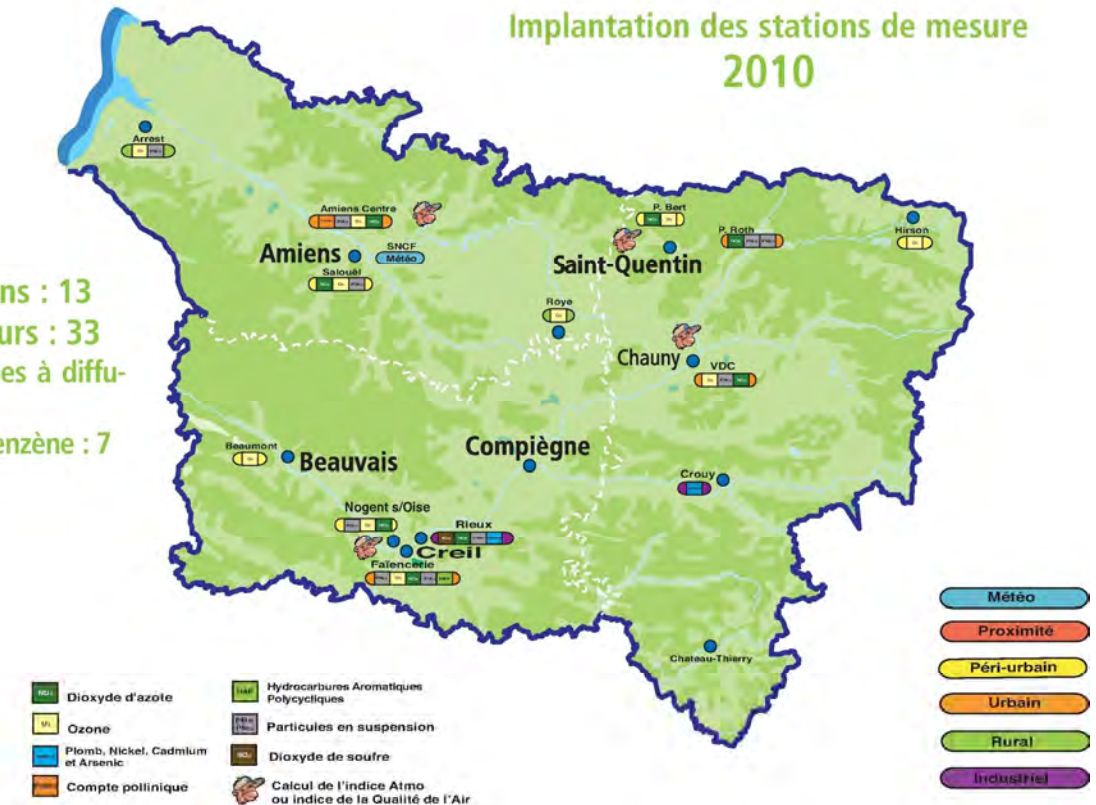 Implantation des stations de mesure
2010
ns : 13
urs : 33
es à diffu-
enzène : 7
Arrest
Amiens Centre
Amiens
SNCF
Météo
Salouël
P. Bert
Saint-Quentin
P. Roth
Hirson
Roye
Chauny
VDC
Beaumont
Beauvais
Compiègne
Crouy
Nogent s/Oise
Rieux
Creil
Faïencerie
Chateau-Thierry
Dioxyde d'azote
Ozone
Plomb, Nickel, Cadmium
et Arsenic
Compte pollinique
HAP
Hydrocarbures Aromatiques
Polycycliques
Particules en suspension
Dioxyde de soufre
Calcul de l'indice Atmo
ou indice de la Qualité de l'Air
Météo
Proximité
Péri-urbain
Urbain
Rural
Industriel